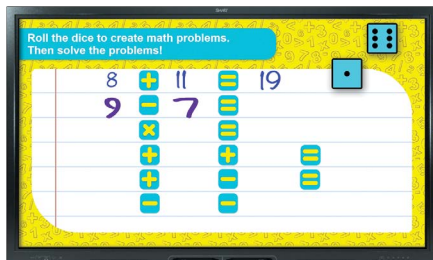 Roll the dice to create math problems.
Then solve the problems!
8 + 11 = 19
9 - 7 =
× =
+ + =
+ - =
- -